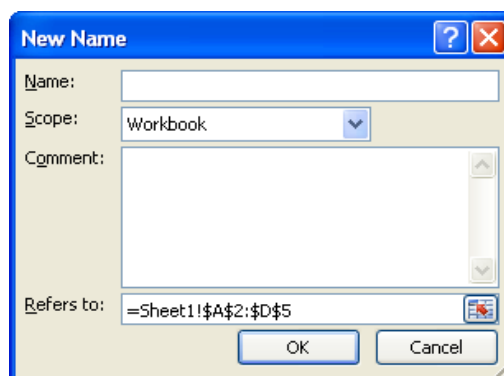 New Name
Name:
Scope: Workbook
Comment:
Refers to: =Sheet1!$A$2:$D$5
OK Cancel